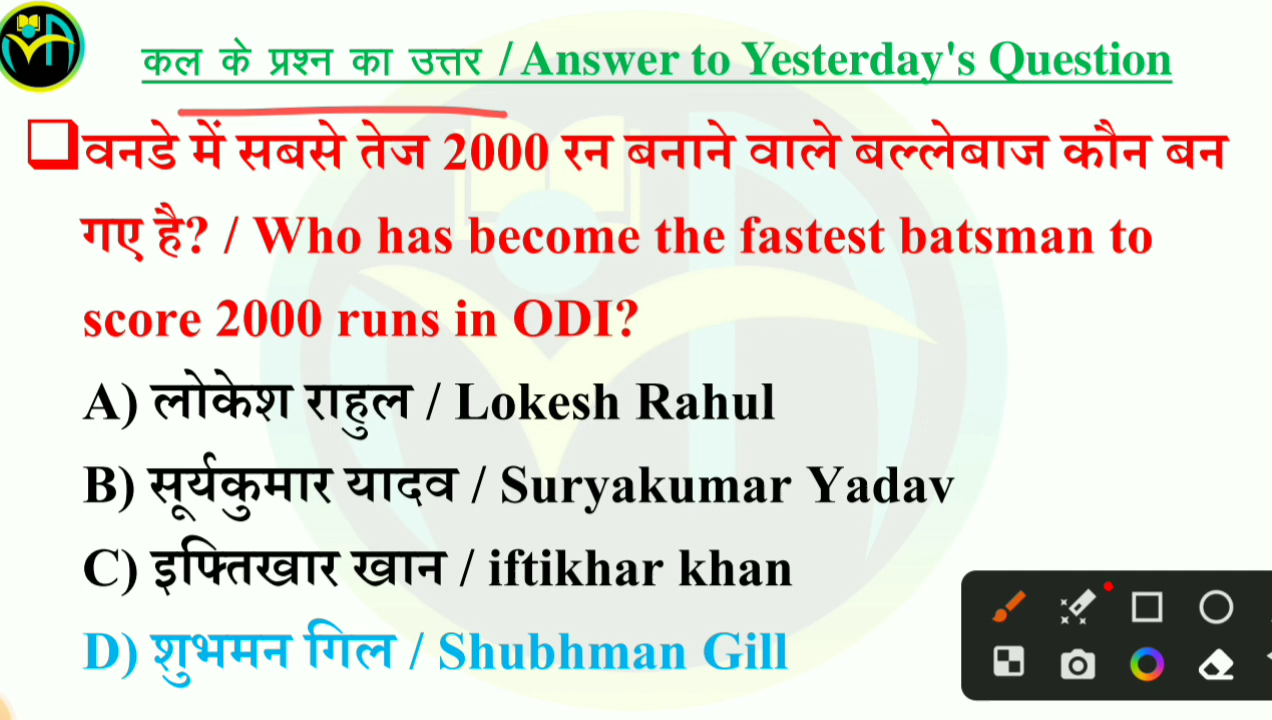 कल के प्रश्न का उत्तर / Answer to Yesterday's Question
वनडे में सबसे तेज 2000 रन बनाने वाले बल्लेबाज कौन बन
गए है? / Who has become the fastest batsman to
score 2000 runs in ODI?
A) लोकेश राहुल / Lokesh Rahul
B) सूर्यकुमार यादव / Suryakumar Yadav
C) इफ्तिखार खान / iftikhar khan
D) शुभमन गिल / Shubhman Gill